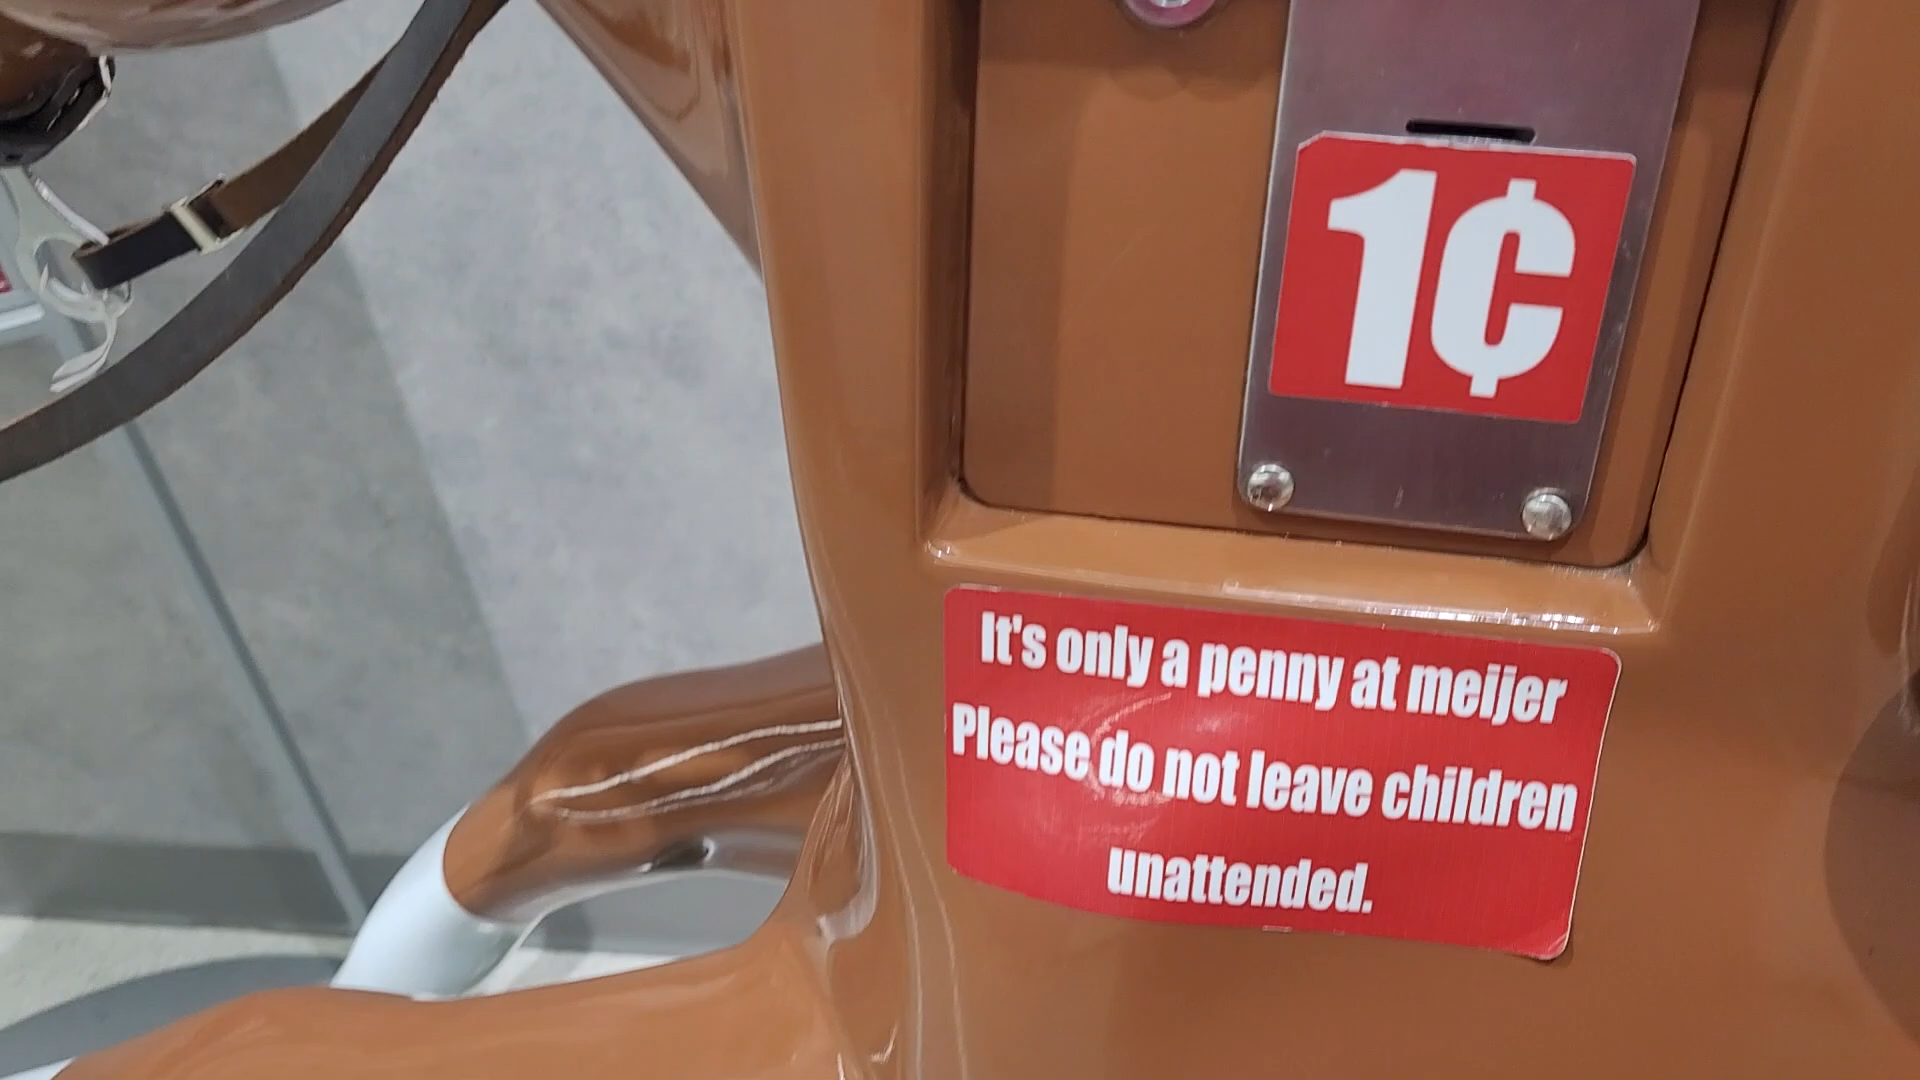 1¢
It's only a penny at meijer
Please do not leave children
unattended.